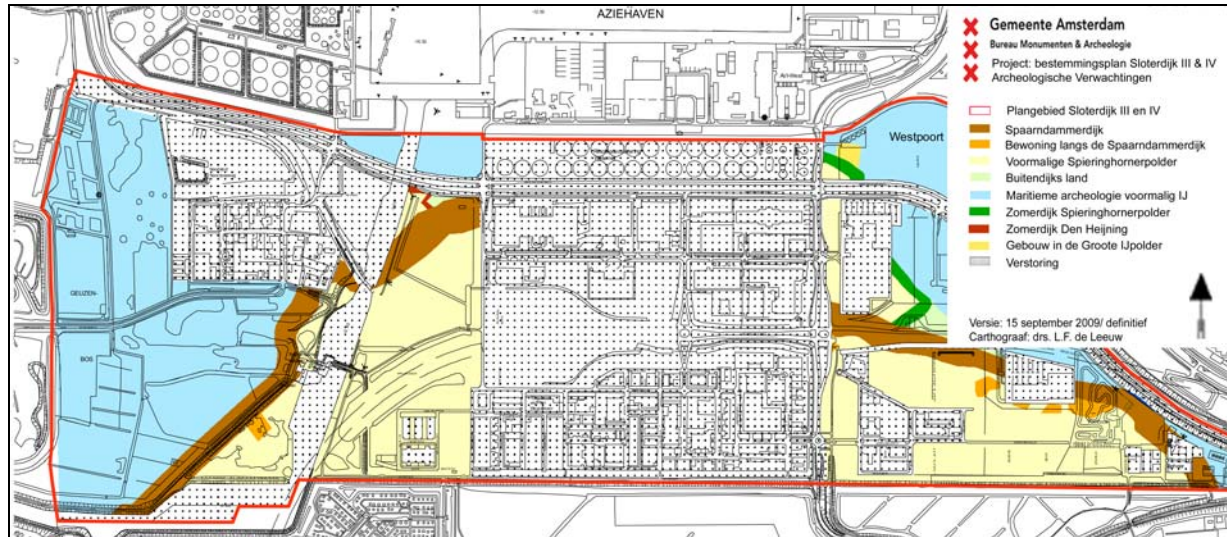 AZIEHAVEN
Westpoort
GEUZEN-
BOS
Gemeente Amsterdam
Bureau Monumenten & Archeologie
Project: bestemmingsplan Sloterdijk III & IV
Archeologische Verwachtingen
Plangebied Sloterdijk III en IV
Spaarndammerdijk
Bewoning langs de Spaarndammerdijk
Voormalige Spieringhornerpolder
Buitendijks land
Maritieme archeologie voormalig IJ
Zomerdijk Spieringhornerpolder
Zomerdijk Den Heijning
Gebouw in de Groote IJpolder
Verstoring
Versie: 15 september 2009/ definitief
Carthograaf: drs. L.F. de Leeuw